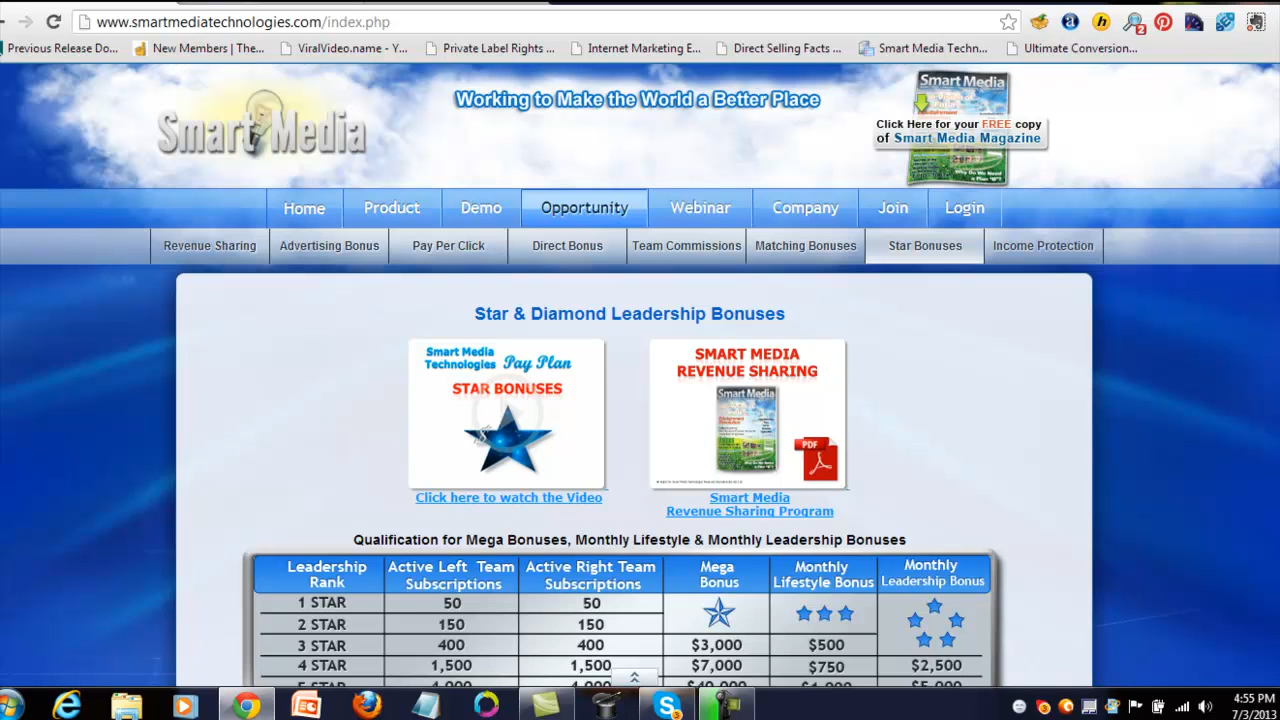 www.smartmediatechnologies.com/index.php
Previous Release Do...
New Members | The...
ViralVideo.name - Y...
Private Label Rights ...
Internet Marketing E...
Direct Selling Facts ...
Smart Media Techn...
Ultimate Conversion...
Smart Media
Working to Make the World a Better Place
Smart Media
Click Here for your FREE copy
of Smart Media Magazine
Home
Product
Demo
Opportunity
Webinar
Company
Join
Login
Revenue Sharing
Advertising Bonus
Pay Per Click
Direct Bonus
Team Commissions
Matching Bonuses
Star Bonuses
Income Protection
Star & Diamond Leadership Bonuses
Smart Media
Technologies Pay Plan
STAR BONUSES
Click here to watch the Video
SMART MEDIA
REVENUE SHARING
Smart Media
PDF
Smart Media
Revenue Sharing Program
Qualification for Mega Bonuses, Monthly Lifestyle & Monthly Leadership Bonuses
Leadership Rank Active Left Team Subscriptions Active Right Team Subscriptions Mega Bonus Monthly Lifestyle Bonus Monthly Leadership Bonus
1 STAR 50 50
2 STAR 150 150
3 STAR 400 400 $3,000 $500
4 STAR 1,500 1,500 $7,000 $750 $2,500
4:55 PM
7/3/2013